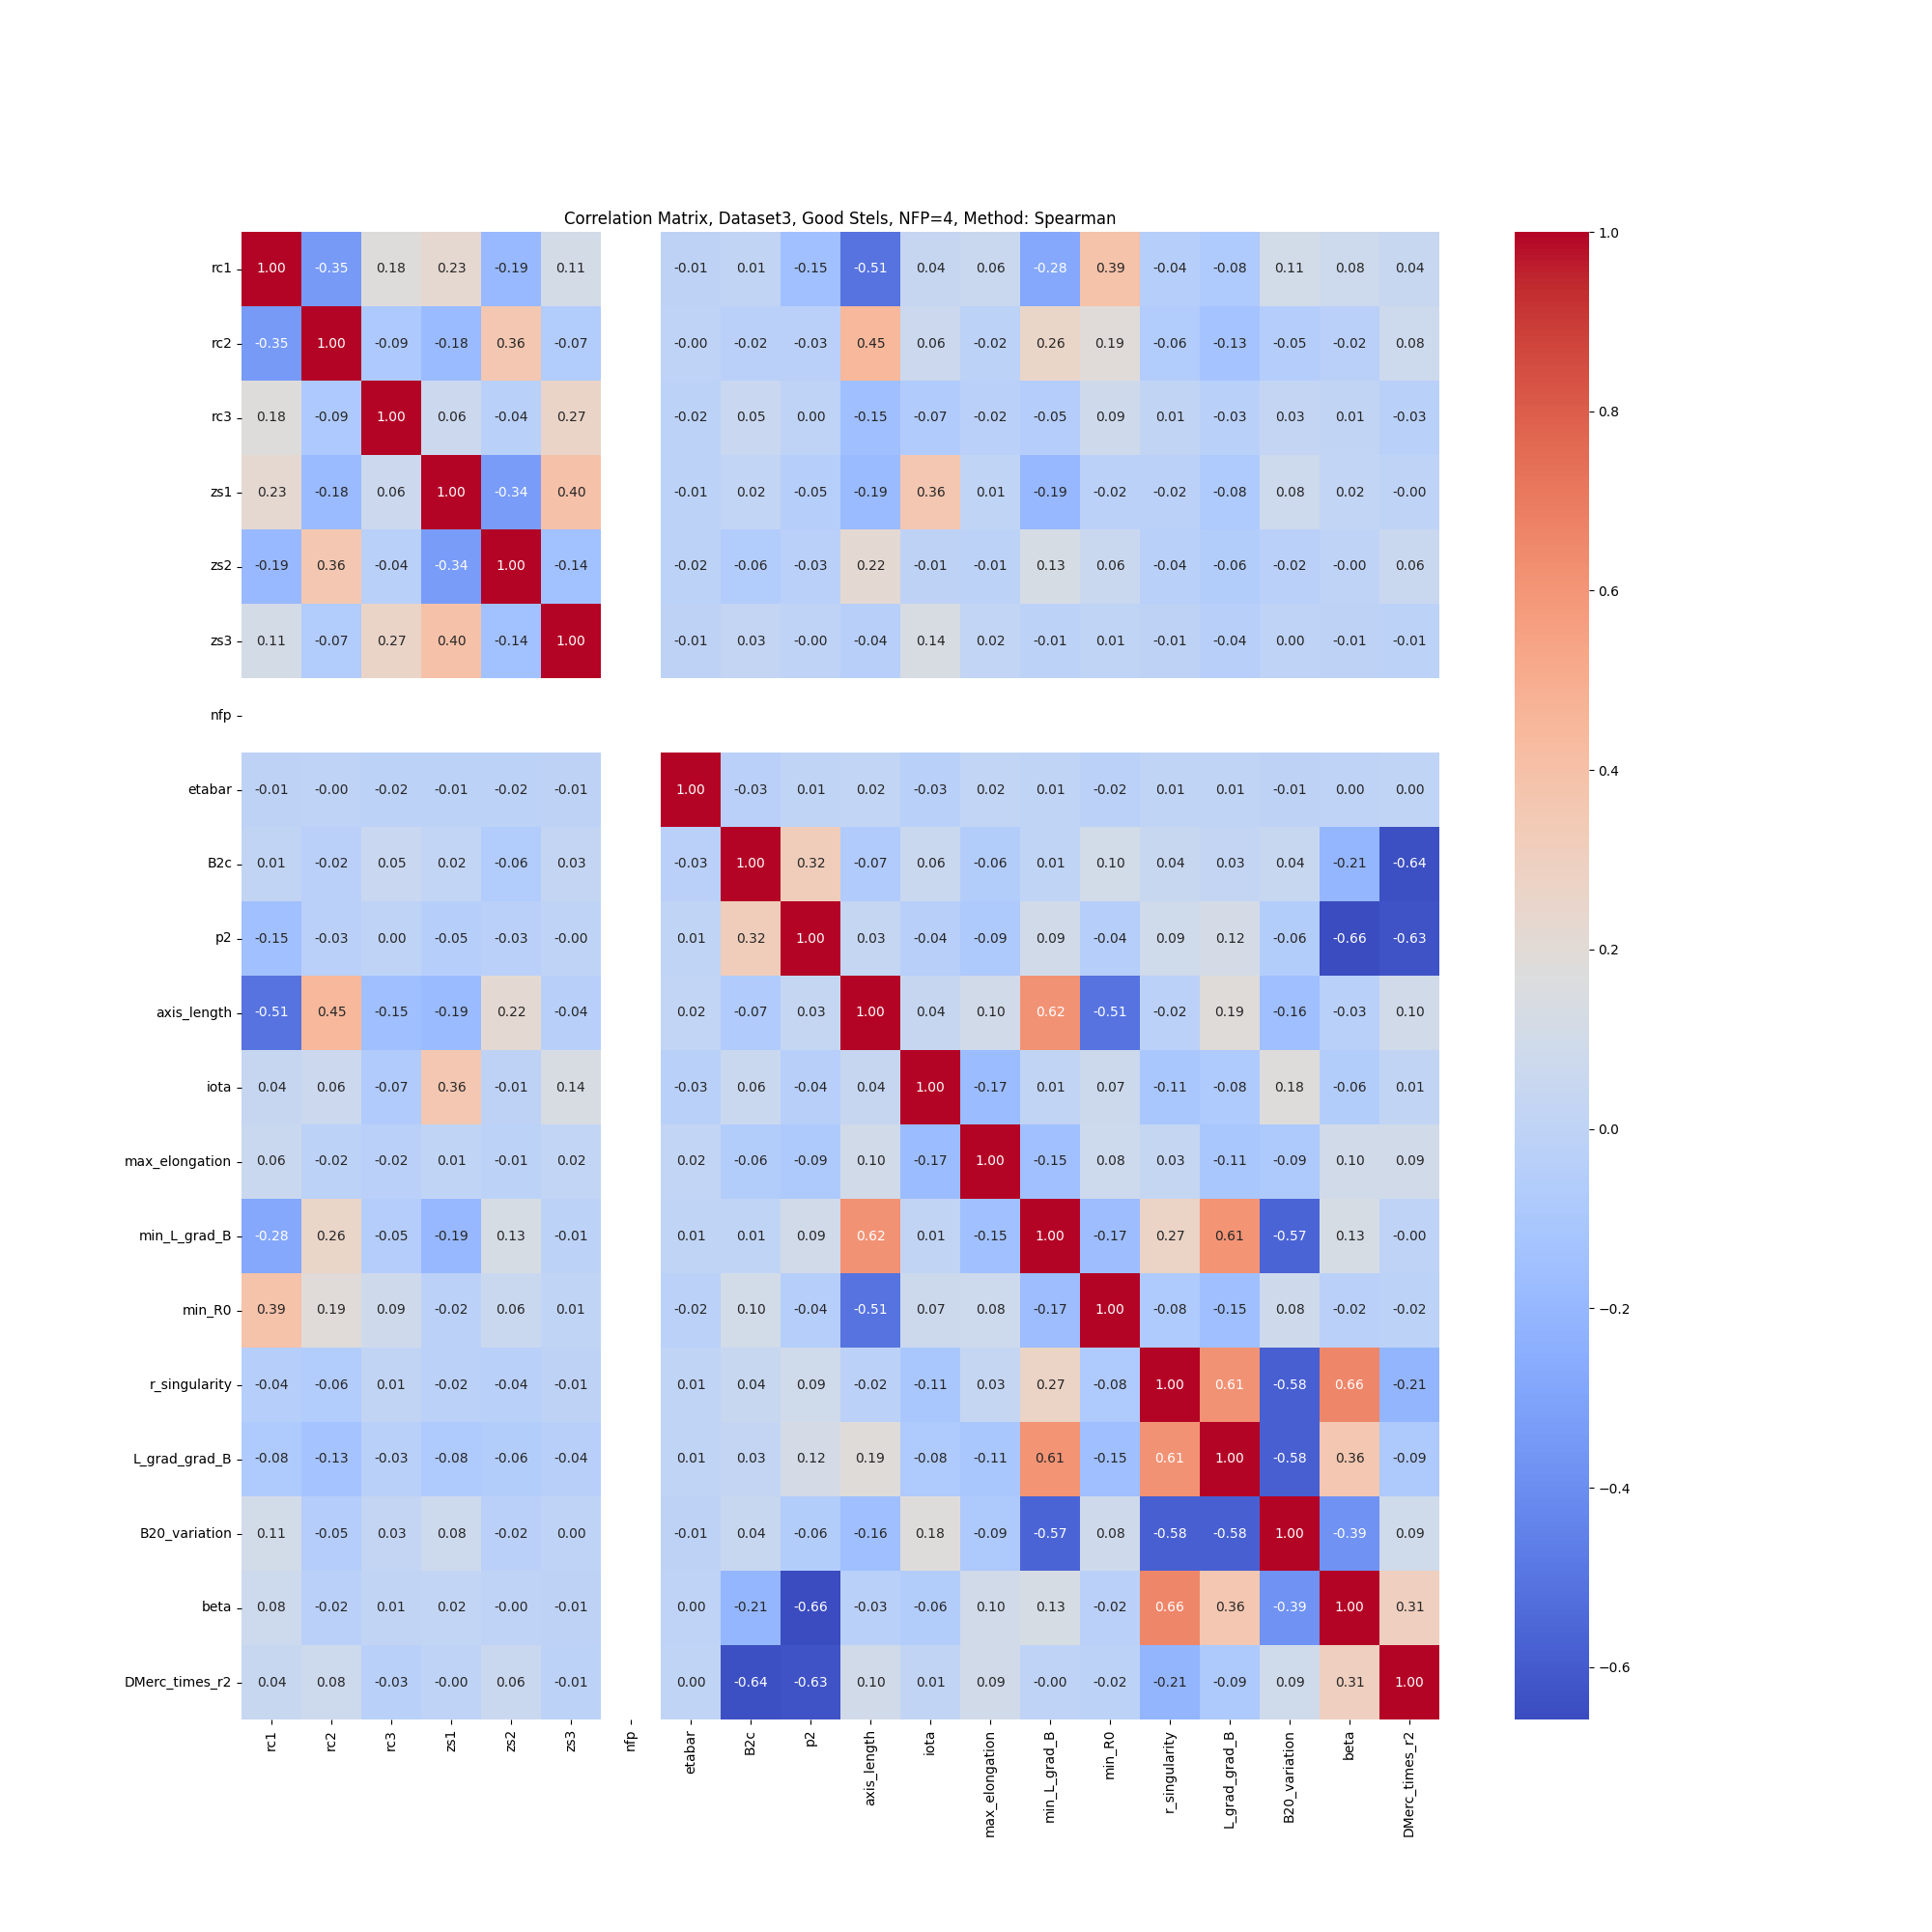 Correlation Matrix, Dataset3, Good Stels, NFP=4, Method: Spearman
rc1 1.00 -0.35 0.18 0.23 -0.19 0.11 -0.01 0.01 -0.15 -0.51 0.04 0.06 -0.28 0.39 -0.04 -0.08 0.11 0.08 0.04
rc2 -0.35 1.00 -0.09 -0.18 0.36 -0.07 -0.00 -0.02 -0.03 0.45 0.06 -0.02 0.26 0.19 -0.06 -0.13 -0.05 -0.02 0.08
rc3 0.18 -0.09 1.00 0.06 -0.04 0.27 -0.02 0.05 0.00 -0.15 -0.07 -0.02 -0.05 0.09 0.01 -0.03 0.03 0.01 -0.03
zs1 0.23 -0.18 0.06 1.00 -0.34 0.40 -0.01 0.02 -0.05 -0.19 0.36 0.01 -0.19 -0.02 -0.02 -0.08 0.08 0.02 -0.00
zs2 -0.19 0.36 -0.04 -0.34 1.00 -0.14 -0.02 -0.06 -0.03 0.22 -0.01 -0.01 0.13 0.06 -0.04 -0.06 -0.02 -0.00 0.06
zs3 0.11 -0.07 0.27 0.40 -0.14 1.00 -0.01 0.03 -0.00 -0.04 0.14 0.02 -0.01 0.01 -0.01 -0.04 0.00 -0.01 -0.01
nfp
etabar -0.01 -0.00 -0.02 -0.01 -0.02 -0.01 1.00 -0.03 0.01 0.02 -0.03 0.02 0.01 -0.02 0.01 0.01 -0.01 0.00 0.00
B2c 0.01 -0.02 0.05 0.02 -0.06 0.03 -0.03 1.00 0.32 -0.07 0.06 -0.06 0.01 0.10 0.04 0.03 0.04 -0.21 -0.64
p2 -0.15 -0.03 0.00 -0.05 -0.03 -0.00 0.01 0.32 1.00 0.03 -0.04 -0.09 0.09 -0.04 0.09 0.12 -0.06 -0.66 -0.63
axis_length -0.51 0.45 -0.15 -0.19 0.22 -0.04 0.02 -0.07 0.03 1.00 0.04 0.10 0.62 -0.51 -0.02 0.19 -0.16 -0.03 0.10
iota 0.04 0.06 -0.07 0.36 -0.01 0.14 -0.03 0.06 -0.04 0.04 1.00 -0.17 0.01 0.07 -0.11 -0.08 0.18 -0.06 0.01
max_elongation 0.06 -0.02 -0.02 0.01 -0.01 0.02 0.02 -0.06 -0.09 0.10 -0.17 1.00 -0.15 0.08 0.03 -0.11 -0.09 0.10 0.09
min_L_grad_B -0.28 0.26 -0.05 -0.19 0.13 -0.01 0.01 0.01 0.09 0.62 0.01 -0.15 1.00 -0.17 0.27 0.61 -0.57 0.13 -0.00
min_R0 0.39 0.19 0.09 -0.02 0.06 0.01 -0.02 0.10 -0.04 -0.51 0.07 0.08 -0.17 1.00 -0.08 -0.15 0.08 -0.02 -0.02
r_singularity -0.04 -0.06 0.01 -0.02 -0.04 -0.01 0.01 0.04 0.09 -0.02 -0.11 0.03 0.27 -0.08 1.00 0.61 -0.58 0.66 -0.21
L_grad_grad_B -0.08 -0.13 -0.03 -0.08 -0.06 -0.04 0.01 0.03 0.12 0.19 -0.08 -0.11 0.61 -0.15 0.61 1.00 -0.58 0.36 -0.09
B20_variation 0.11 -0.05 0.03 0.08 -0.02 0.00 -0.01 0.04 -0.06 -0.16 0.18 -0.09 -0.57 0.08 -0.58 -0.58 1.00 -0.39 0.09
beta 0.08 -0.02 0.01 0.02 -0.00 -0.01 0.00 -0.21 -0.66 -0.03 -0.06 0.10 0.13 -0.02 0.66 0.36 -0.39 1.00 0.31
DMerc_times_r2 0.04 0.08 -0.03 -0.00 0.06 -0.01 0.00 -0.64 -0.63 0.10 0.01 0.09 -0.00 -0.02 -0.21 -0.09 0.09 0.31 1.00
rc1 rc2 rc3 zs1 zs2 zs3 nfp etabar B2c p2 axis_length iota max_elongation min_L_grad_B min_R0 r_singularity L_grad_grad_B B20_variation beta DMerc_times_r2
1.0
0.8
0.6
0.4
0.2
0.0
−0.2
−0.4
−0.6